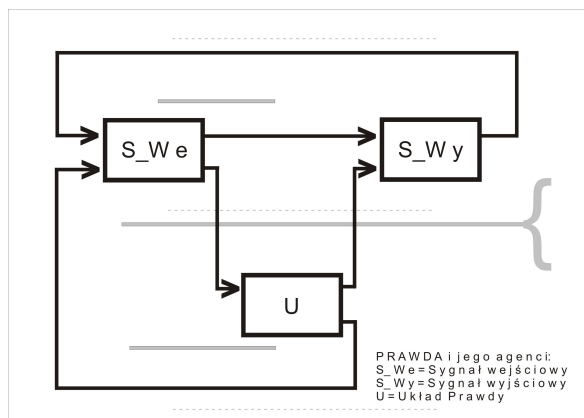 S_We
S_Wy
U
PRAWDA i jego agenci:
S_We=Sygnał wejściowy
S_Wy=Sygnał wyjściowy
U=Układ Prawdy